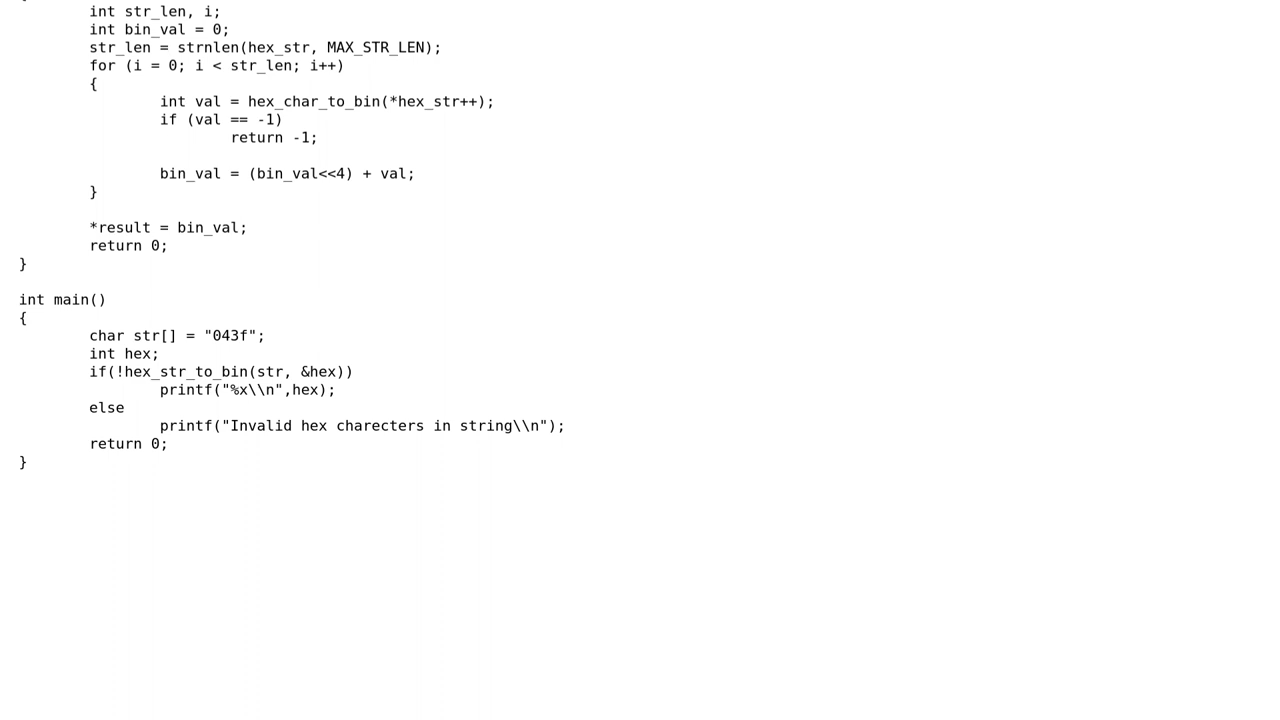 int str_len, i;
int bin_val = 0;
str_len = strnlen(hex_str, MAX_STR_LEN);
for (i = 0; i < str_len; i++)
{
int val = hex_char_to_bin(*hex_str++);
if (val == -1)
return -1;
bin_val = (bin_val<<4) + val;
}
*result = bin_val;
return 0;
}
int main()
{
char str[] = "043f";
int hex;
if(!hex_str_to_bin(str, &hex))
printf("%x\\n",hex);
else
printf("Invalid hex charecters in string\\n");
return 0;
}